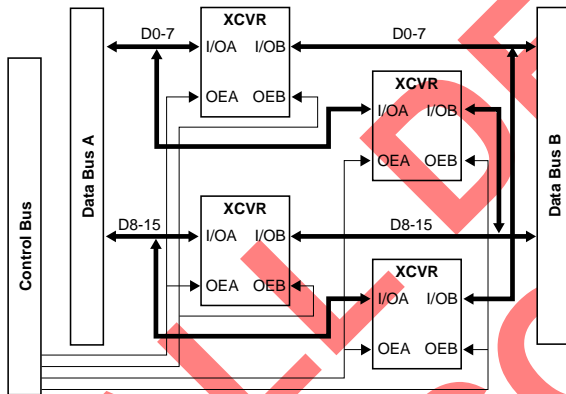 XCVR
D0-7
I/OA I/OB
D0-7
OEA OEB
XCVR
I/OA I/OB
OEA OEB
Control Bus
Data Bus A
Data Bus B
XCVR
D8-15
I/OA I/OB
D8-15
OEA OEB
XCVR
I/OA I/OB
OEA OEB